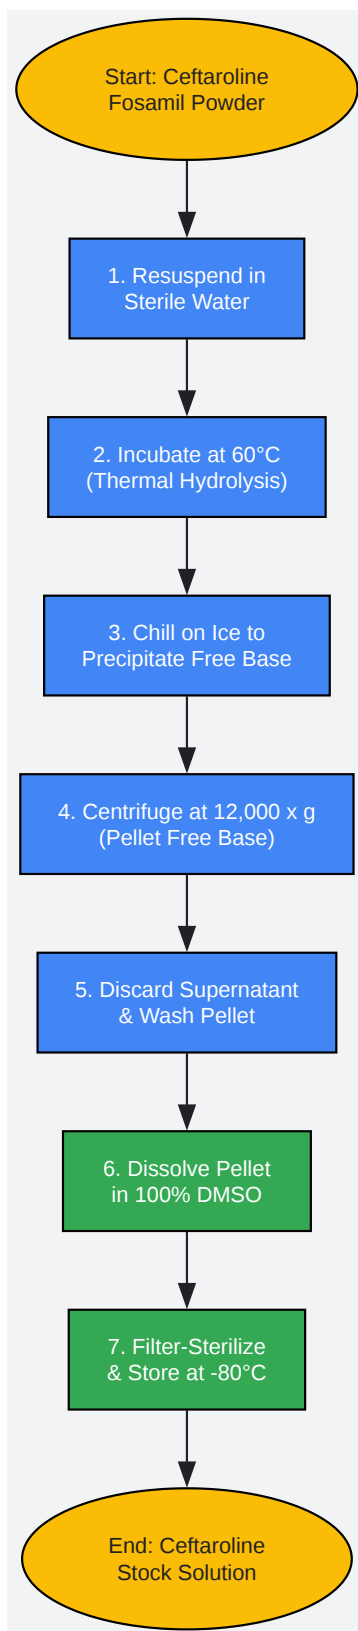 Start: Ceftaroline
Fosamil Powder
1. Resuspend in
Sterile Water
2. Incubate at 60°C
(Thermal Hydrolysis)
3. Chill on Ice to
Precipitate Free Base
4. Centrifuge at 12,000 x g
(Pellet Free Base)
5. Discard Supernatant
& Wash Pellet
6. Dissolve Pellet
in 100% DMSO
7. Filter-Sterilize
& Store at -80°C
End: Ceftaroline
Stock Solution